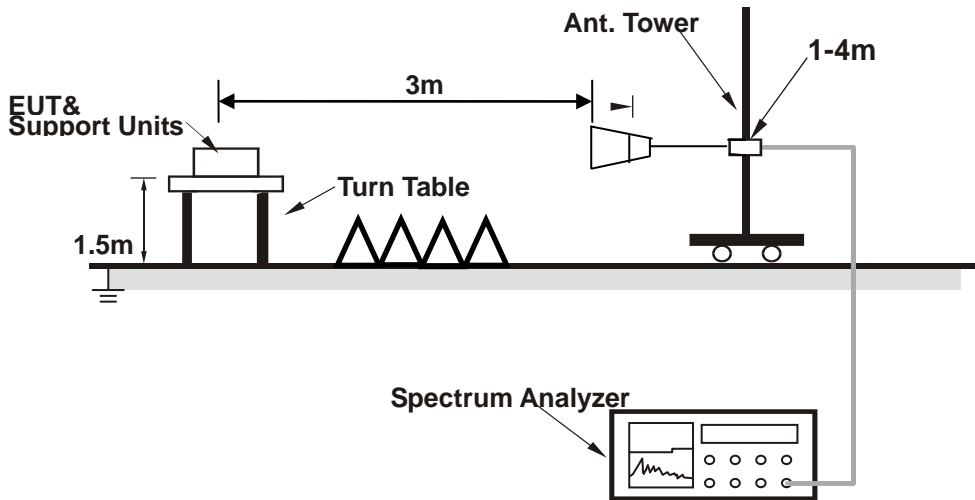 Ant. Tower
1-4m
3m
EUT&
Support Units
Turn Table
1.5m
Spectrum Analyzer